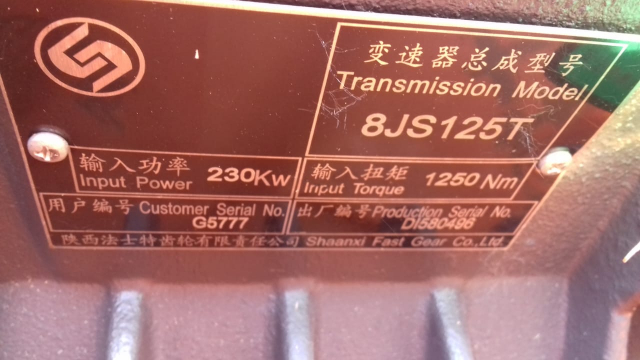 变速器总成型号
Transmission Model
8JS125T
输入功率
Input Power 230Kw
输入扭矩
Input Torque 1250Nm
用户编号 Customer Serial No.
G5777
出厂编号 Production Serial No.
DI580496
陕西法士特齿轮有限责任公司 Shaanxi Fast Gear Co.,Ltd.